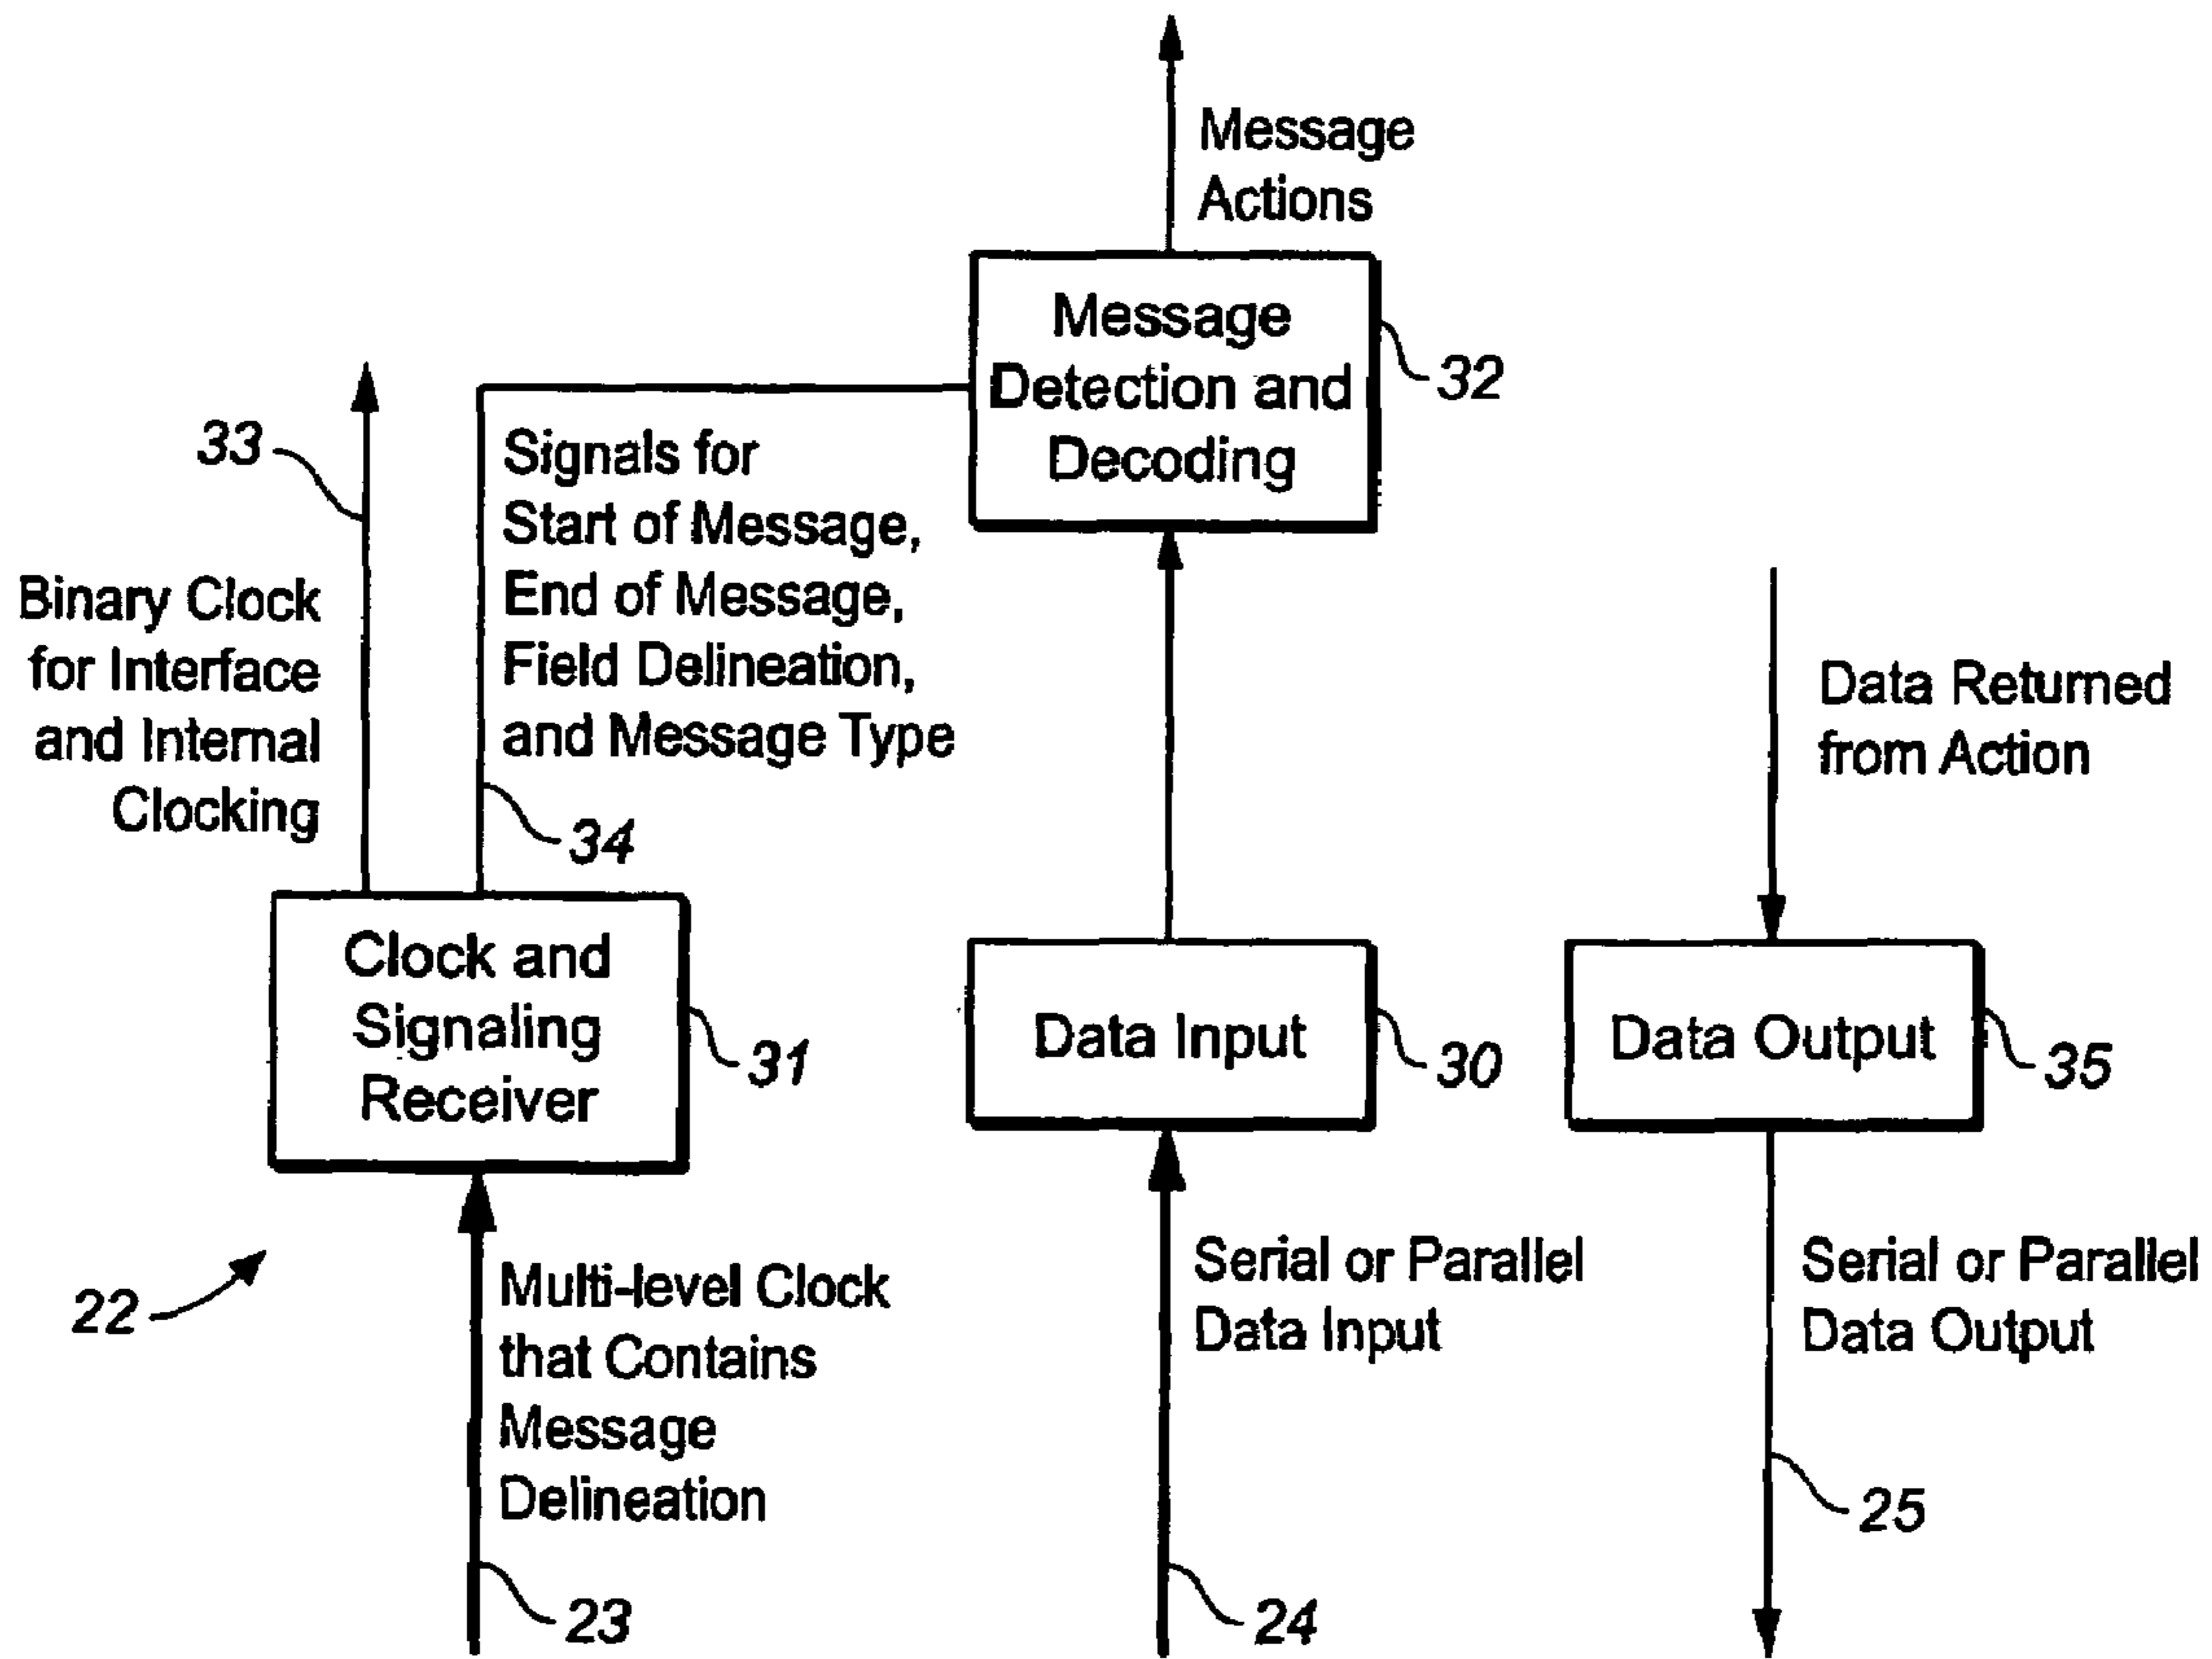 Message
Actions
Message
Detection and
Decoding
32
33
Signals for
Start of Message,
End of Message,
Field Delineation,
and Message Type
34
Binary Clock
for Interface
and Internal
Clocking
Data Returned
from Action
Clock and
Signaling
Receiver
31
Data Input
30
Data Output
35
22
Multi-level Clock
that Contains
Message
Delineation
23
Serial or Parallel
Data Input
24
Serial or Parallel
Data Output
25